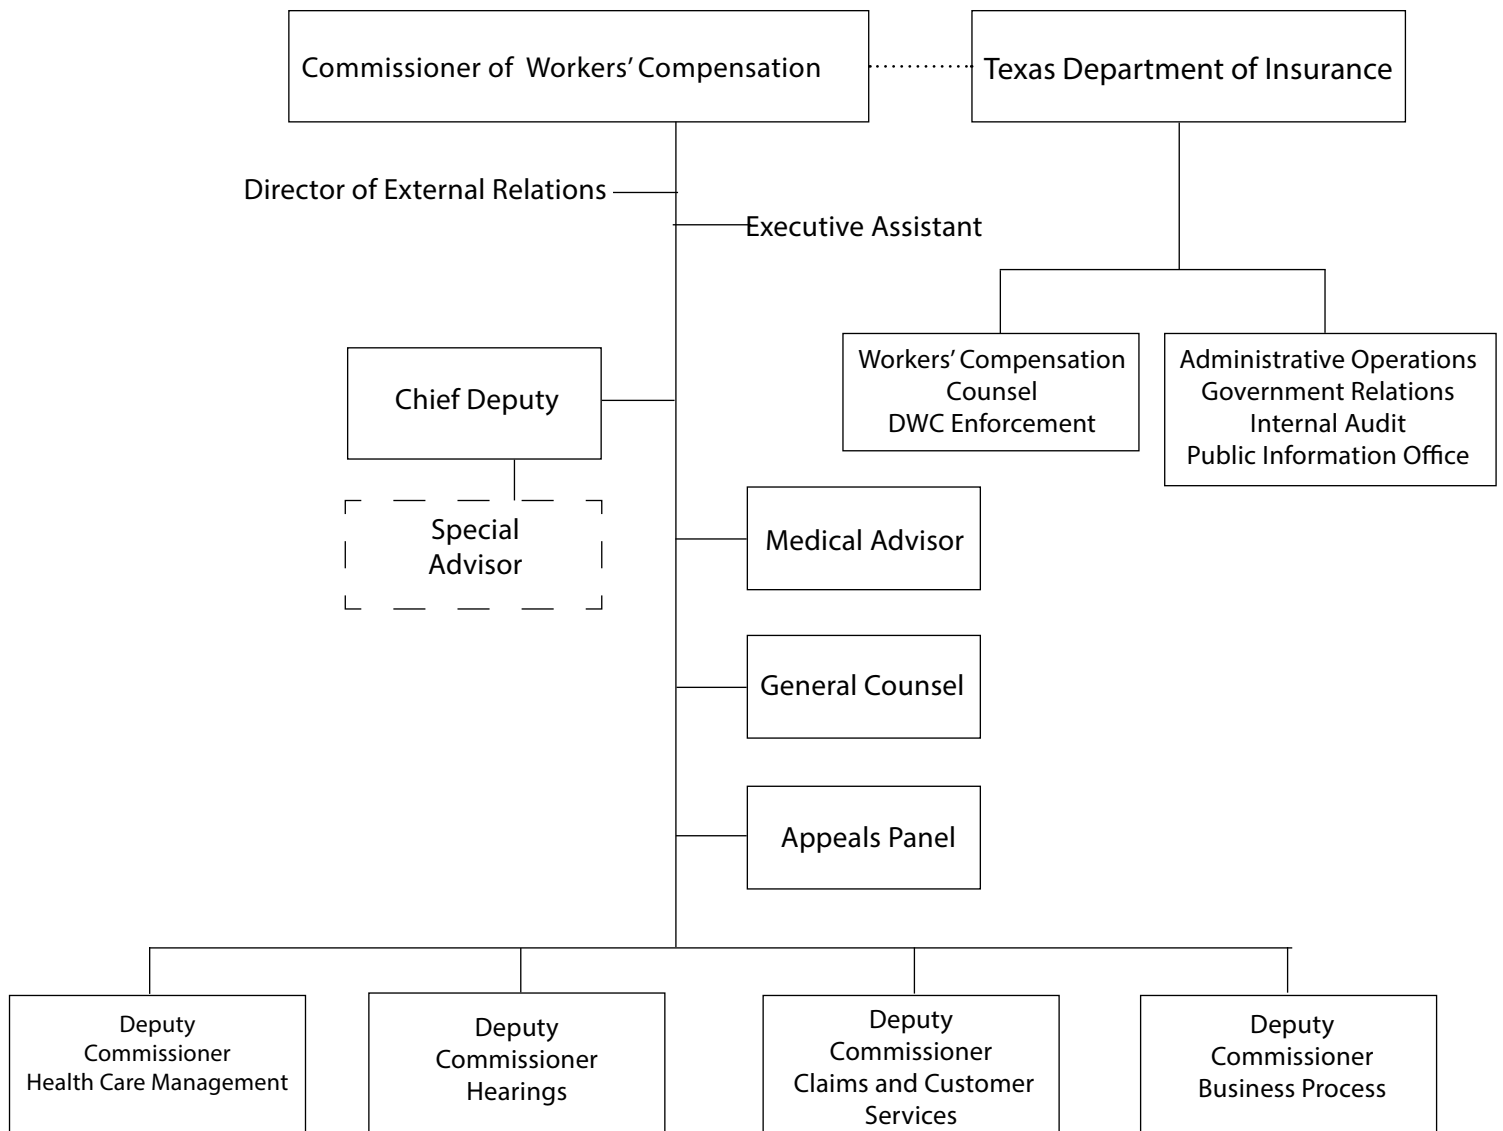 Commissioner of Workers' Compensation
Texas Department of Insurance
Director of External Relations
Executive Assistant
Chief Deputy
Special
Advisor
Workers' Compensation
Counsel
DWC Enforcement
Administrative Operations
Government Relations
Internal Audit
Public Information Office
Medical Advisor
General Counsel
Appeals Panel
Deputy
Commissioner
Health Care Management
Deputy
Commissioner
Hearings
Deputy
Commissioner
Claims and Customer
Services
Deputy
Commissioner
Business Process